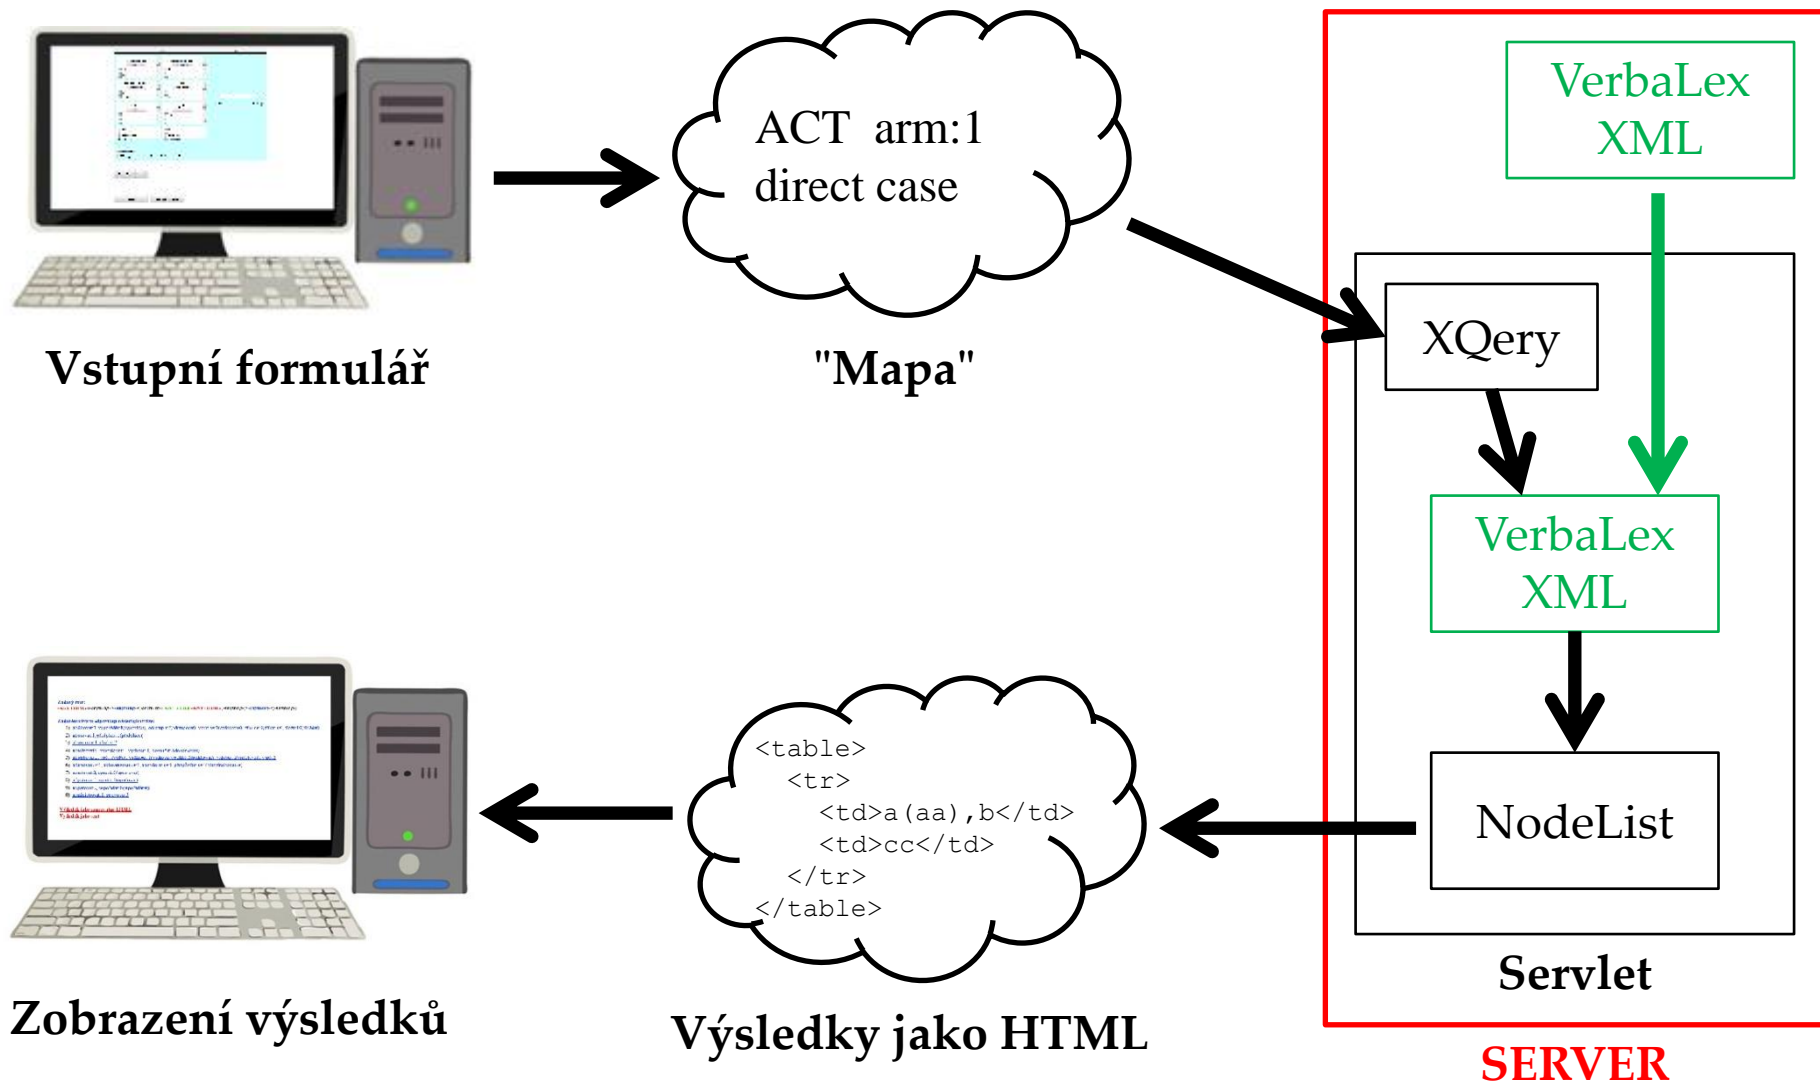 ACT arm:1
direct case
Vstupní formulář
"Mapa"
VerbaLex
XML
XQery
VerbaLex
XML
NodeList
Servlet
SERVER
<table>
<tr>
<td>a(aa),b</td>
<td>cc</td>
</tr>
</table>
Výsledky jako HTML
Zobrazení výsledků